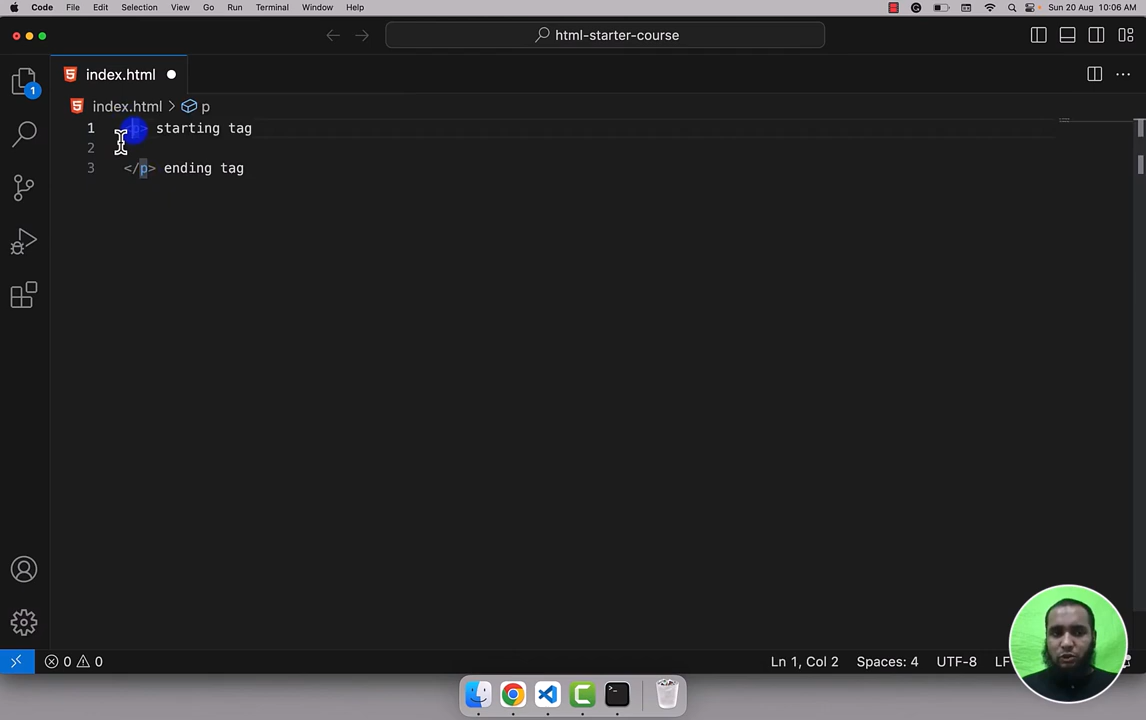 Code File Edit Selection View Go Run Terminal Window Help Sun 20 Aug 10:06 AM
html-starter-course
index.html
1
index.html > p
1 <p> starting tag
2
3 </p> ending tag
0 0 Ln 1, Col 2 Spaces: 4 UTF-8 LF